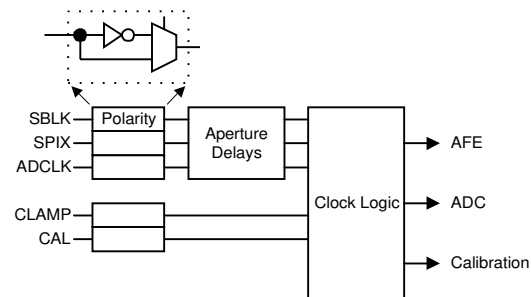 SBLK
Polarity
SPIX
ADCLK
Aperture
Delays
CLAMP
CAL
Clock Logic
AFE
ADC
Calibration